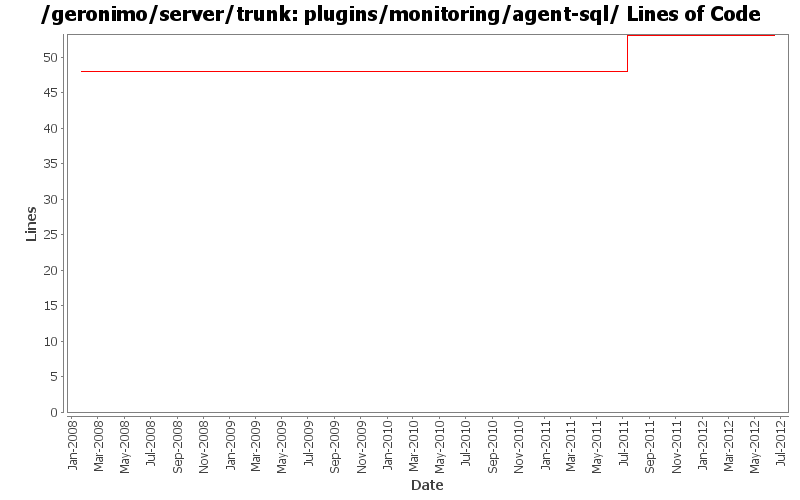 /geronimo/server/trunk: plugins/monitoring/agent-sql/ Lines of Code
50
45
40
35
30
25
20
15
10
5
0
Lines
Jan-2008
Mar-2008
May-2008
Jul-2008
Sep-2008
Nov-2008
Jan-2009
Mar-2009
May-2009
Jul-2009
Sep-2009
Nov-2009
Jan-2010
Mar-2010
May-2010
Jul-2010
Sep-2010
Nov-2010
Jan-2011
Mar-2011
May-2011
Jul-2011
Sep-2011
Nov-2011
Jan-2012
Mar-2012
May-2012
Jul-2012
Date